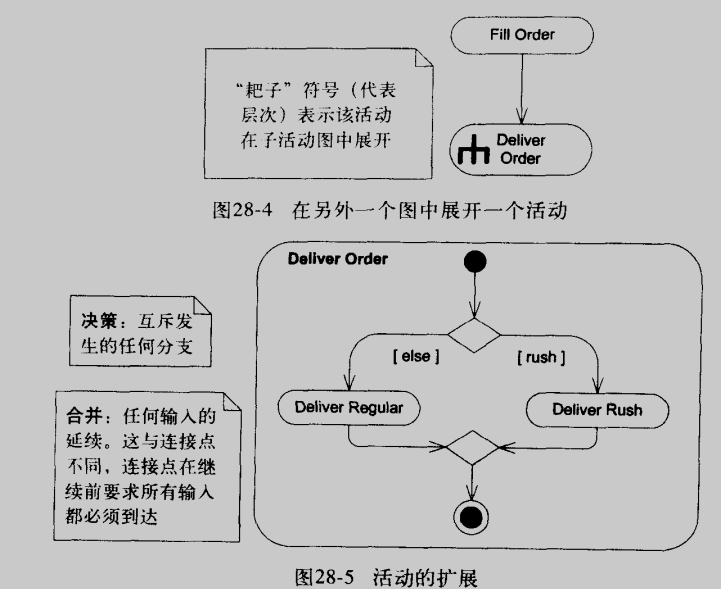 Fill Order
“耙子”符号（代表
层次）表示该活动
在子活动图中展开
Deliver
Order
图28-4 在另外一个图中展开一个活动
Deliver Order
决策：互斥发
生的任何分支
[ else ]
[ rush ]
合并：任何输入的
延续。这与连接点
不同，连接点在继
续前要求所有输入
都必须到达
Deliver Regular
Deliver Rush
图28-5 活动的扩展